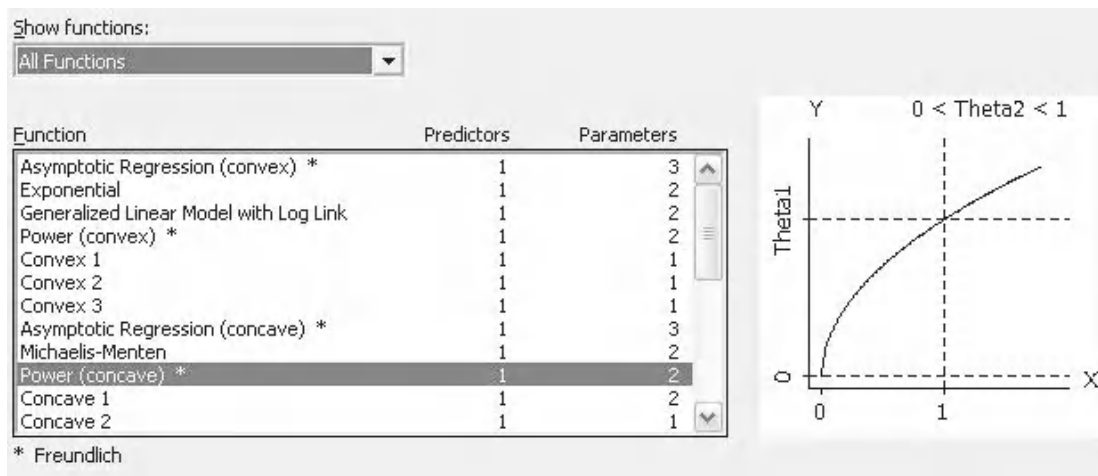 Show functions:
All Functions
Function Predictors Parameters
Asymptotic Regression (convex) * 1 3
Exponential 1 2
Generalized Linear Model with Log Link 1 2
Power (convex) * 1 2
Convex 1 1 1
Convex 2 1 1
Convex 3 1 1
Asymptotic Regression (concave) * 1 3
Michaelis-Menten 1 2
Power (concave) * 1 2
Concave 1 1 2
Concave 2 1 1
* Freundlich
Y 0 < Theta2 < 1
Theta1
0
X
0 1